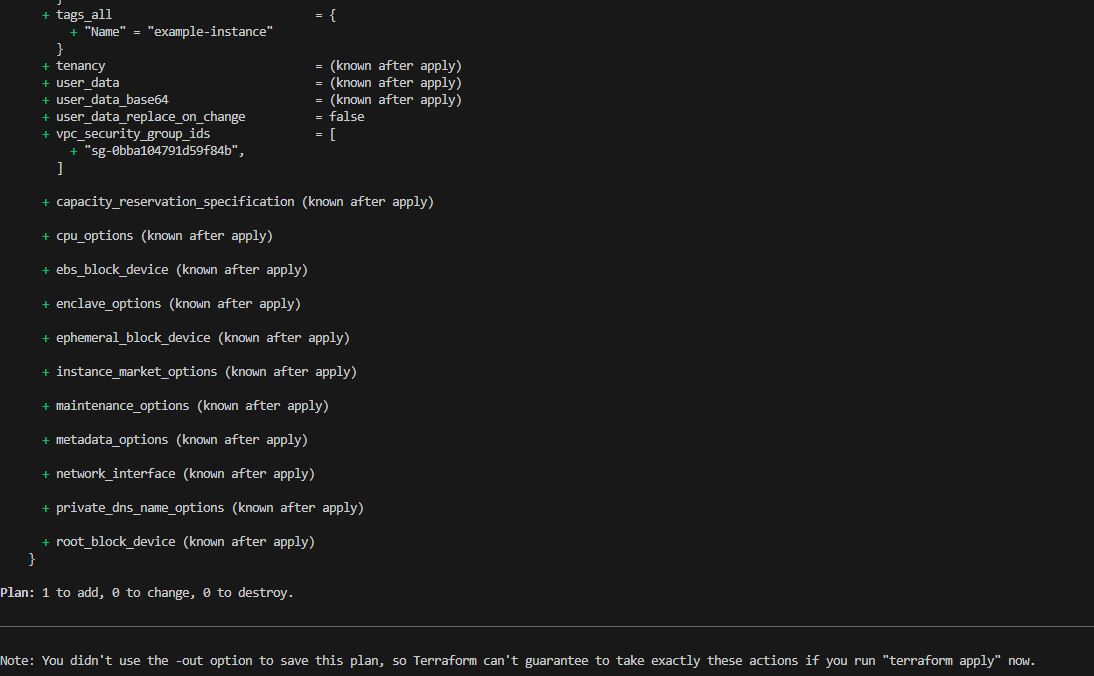 }
+ tags_all = {
+ "Name" = "example-instance"
}
+ tenancy = (known after apply)
+ user_data = (known after apply)
+ user_data_base64 = (known after apply)
+ user_data_replace_on_change = false
+ vpc_security_group_ids = [
+ "sg-0bba104791d59f84b",
]
+ capacity_reservation_specification (known after apply)
+ cpu_options (known after apply)
+ ebs_block_device (known after apply)
+ enclave_options (known after apply)
+ ephemeral_block_device (known after apply)
+ instance_market_options (known after apply)
+ maintenance_options (known after apply)
+ metadata_options (known after apply)
+ network_interface (known after apply)
+ private_dns_name_options (known after apply)
+ root_block_device (known after apply)
}
Plan: 1 to add, 0 to change, 0 to destroy.
Note: You didn't use the -out option to save this plan, so Terraform can't guarantee to take exactly these actions if you run "terraform apply" now.